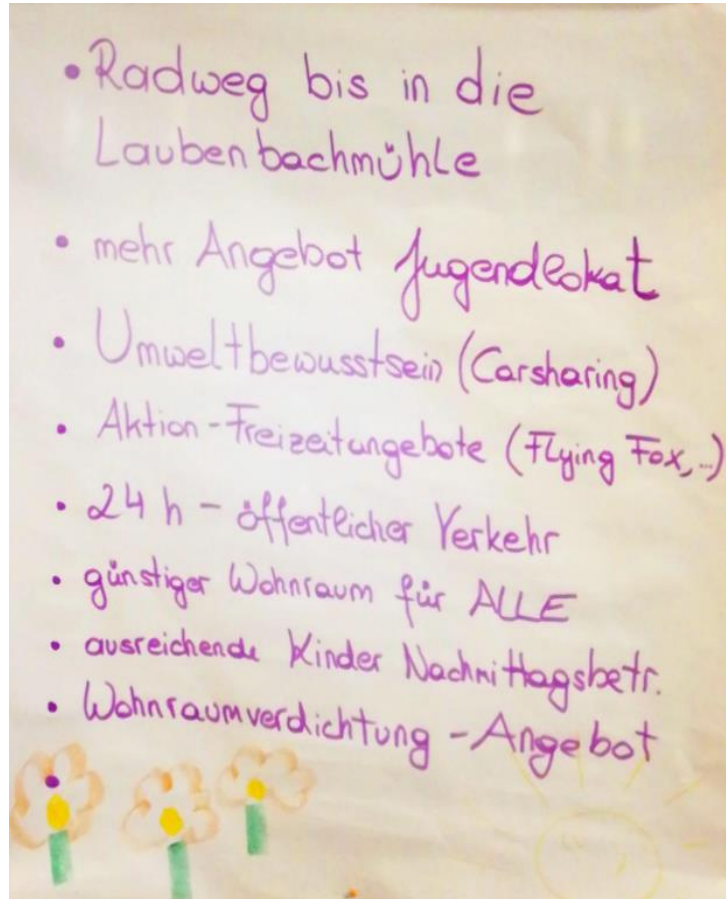 • Radweg bis in die
Laubenbachmühle
• mehr Angebot Jugendlokat
• Umweltbewusstsein (Carsharing)
• Aktion-Freizeitangebote (Flying Fox,..)
• 24 h - öffentlicher Verkehr
• günstiger Wohnraum für ALLE
• ausreichende Kinder Nachmittagsbetr.
• Wohnraumverdichtung - Angebot